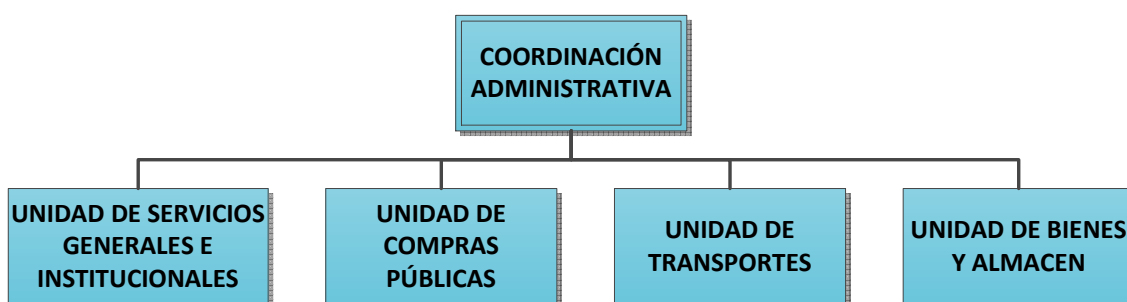 COORDINACIÓN
ADMINISTRATIVA
UNIDAD DE SERVICIOS
GENERALES E
INSTITUCIONALES
UNIDAD DE
COMPRAS
PÚBLICAS
UNIDAD DE
TRANSPORTES
UNIDAD DE BIENES
Y ALMACEN